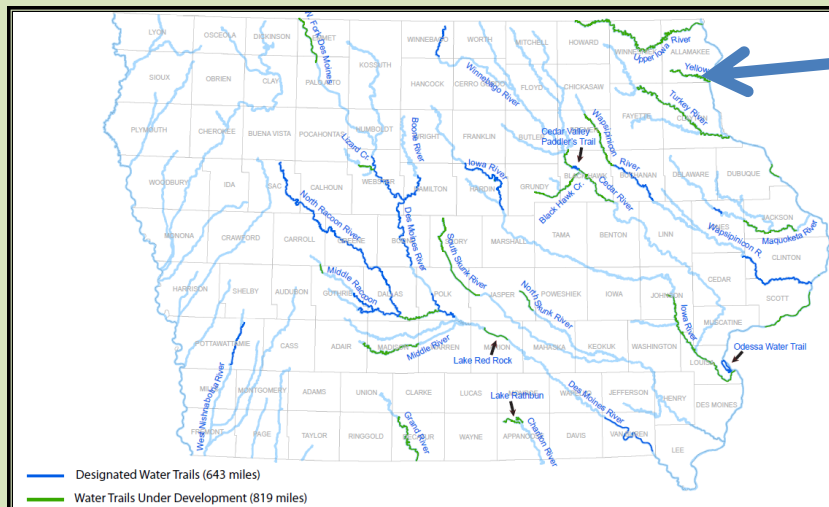 LYON
OSCEOLA
DICKINSON
EMMET
W. Fork Des Moines
WINNEBAGO
WORTH
MITCHELL
HOWARD
WINNESHIEK
ALLAMAKEE
Upper Iowa River
Yellow
SIOUX
OBRIEN
CLAY
PALO ALTO
KOSSUTH
HANCOCK
CERRO GORDO
Winnebago River
FLOYD
CHICKASAW
Turkey River
FAYETTE
PLYMOUTH
CHEROKEE
BUENA VISTA
POCAHONTAS
HUMBOLDT
Lizard Cr.
Boone River
WRIGHT
FRANKLIN
BUTLER
Wapsipinicon River
Cedar Valley
Paddler's Trail
WOODBURY
IDA
SAC
CALHOUN
WEBSTER
HAMILTON
Iowa River
HARDIN
GRUNDY
BLACK HAWK
Black Hawk Cr.
Cedar River
BUCHANAN
DELAWARE
DUBUQUE
JACKSON
Maquoketa River
MONONA
CRAWFORD
CARROLL
North Racoon River
GREENE
BOONE
Des Moines River
STORY
South Skunk River
MARSHALL
TAMA
BENTON
LINN
JONES
Wapsipinicon R.
CLINTON
CEDAR
SCOTT
HARRISON
SHELBY
AUDUBON
GUTHRIE
Middle Racoon
DALLAS
POLK
JASPER
North Skunk River
POWESHIEK
IOWA
JOHNSON
Iowa River
MUSCATINE
POTTAWATTAMIE
CASS
ADAIR
MADISON
Middle River
WARREN
MARION
Lake Red Rock
MAHASKA
KEOKUK
WASHINGTON
LOUISA
Odessa Water Trail
MONTGOMERY
West Nishnabotna River
ADAMS
UNION
CLARKE
LUCAS
Lake Rathbun
Des Moines River
JEFFERSON
HENRY
DES MOINES
FREMONT
PAGE
TAYLOR
RINGGOLD
Grand River
DECATUR
WAYNE
APPANOOSE
Chariton River
DAVIS
VAN BUREN
LEE
Designated Water Trails (643 miles)
Water Trails Under Development (819 miles)